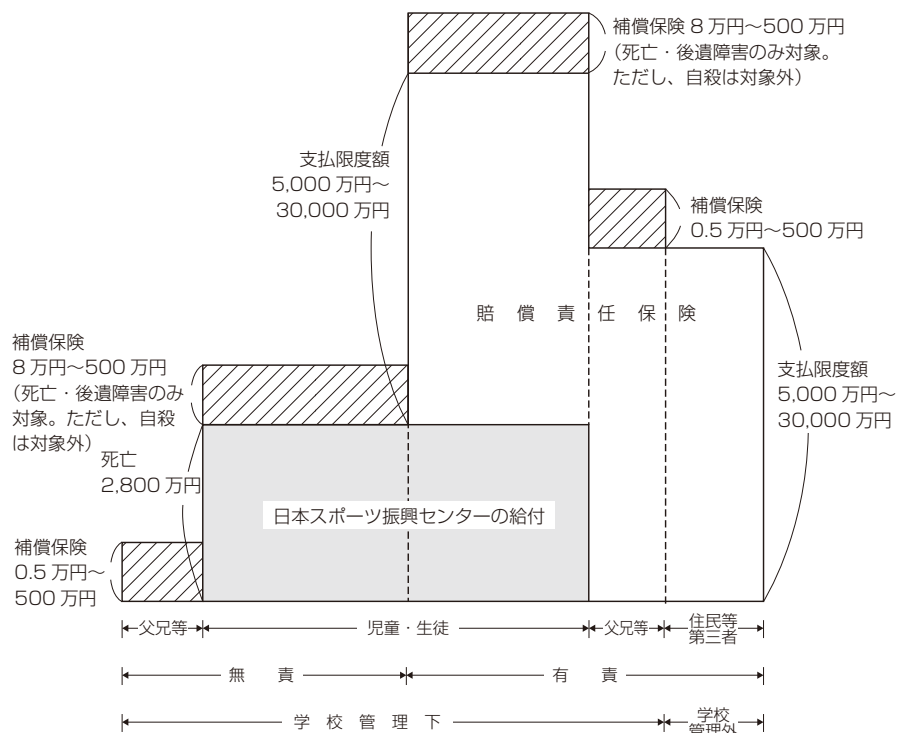 補償保険 8 万円〜500 万円
（死亡・後遺障害のみ対象。
ただし、自殺は対象外）
支払限度額
5,000 万円〜
30,000 万円
補償保険
0.5 万円〜500 万円
賠償責任保険
補償保険
8 万円〜500 万円
（死亡・後遺障害のみ
対象。ただし、自殺
は対象外）
支払限度額
5,000 万円〜
30,000 万円
死亡
2,800 万円
日本スポーツ振興センターの給付
補償保険
0.5 万円〜
500 万円
父兄等
児童・生徒
父兄等
住民等
第三者
無責
有責
学校管理下
学校
管理外